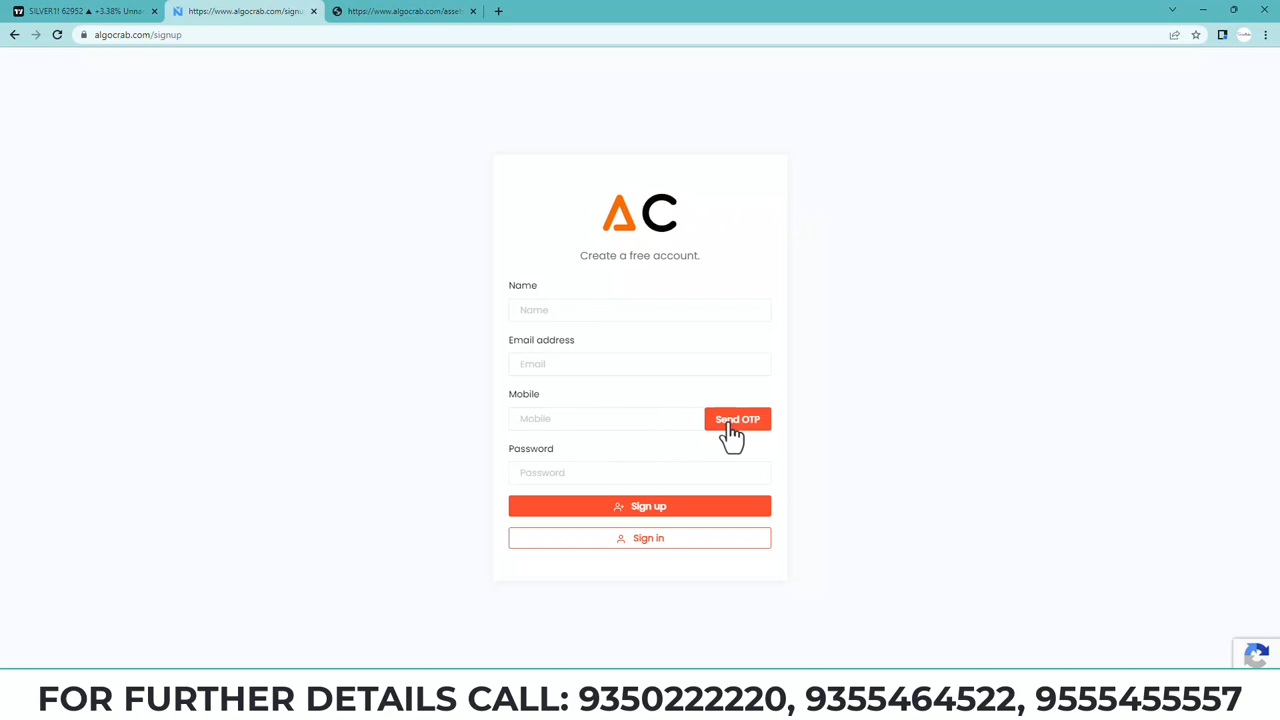 SILVER1! 62952 ▲ +3.38% Unna
https://www.algocrab.com/signu
https://www.algocrab.com/asset
algocrab.com/signup
AC
Create a free account.
Name
Name
Email address
Email
Mobile
Mobile
Send OTP
Password
Password
Sign up
Sign in
FOR FURTHER DETAILS CALL: 9350222220, 9355464522, 9555455557